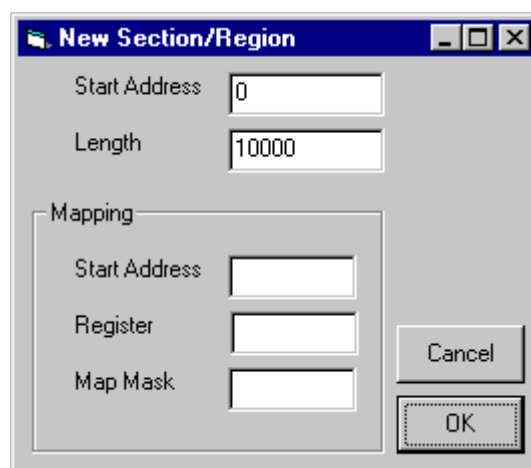 New Section/Region
Start Address 0
Length 10000
Mapping
Start Address
Register
Map Mask
Cancel
OK